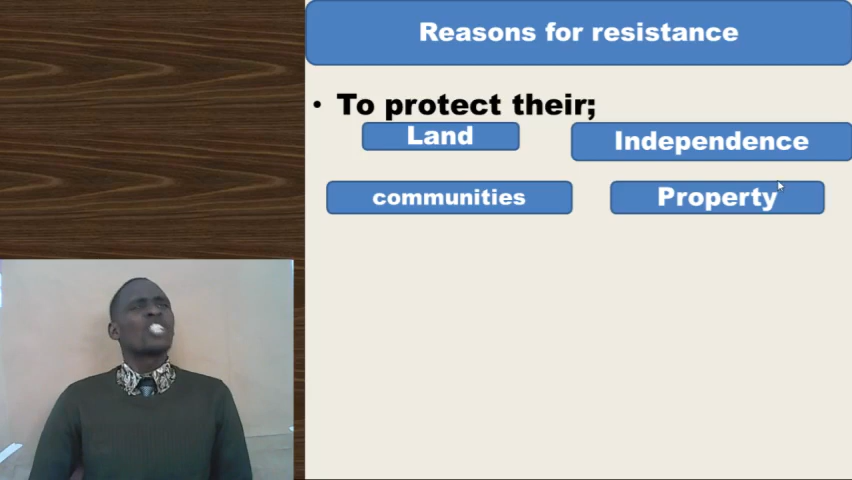 Reasons for resistance
• To protect their;
Land
Independence
communities
Property